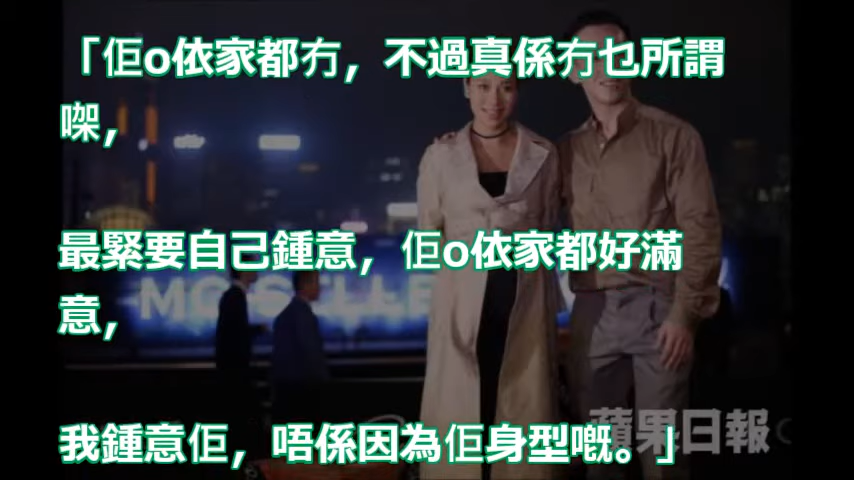 「佢o依家都冇，不過真係冇乜所謂
㗎，
最緊要自己鍾意，佢o依家都好滿
意，
我鍾意佢，唔係因為佢身型嘅。」
蘋果日報